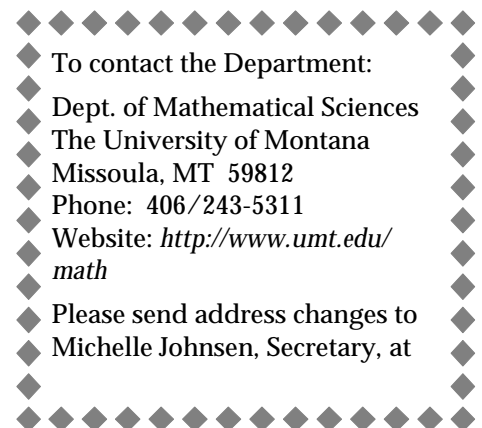 To contact the Department:
Dept. of Mathematical Sciences
The University of Montana
Missoula, MT  59812
Phone:  406/243-5311
Website: http://www.umt.edu/
math
Please send address changes to
Michelle Johnsen, Secretary, at